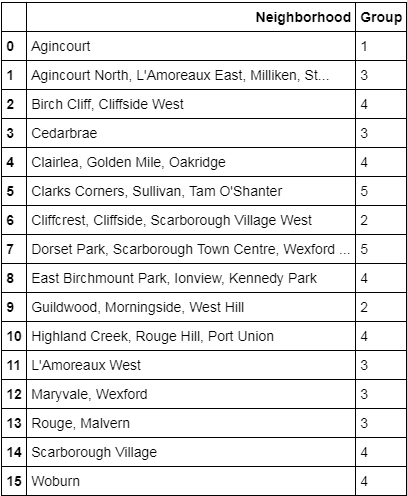 Neighborhood Group
0 Agincourt 1
1 Agincourt North, L'Amoreaux East, Milliken, St... 3
2 Birch Cliff, Cliffside West 4
3 Cedarbrae 3
4 Clairlea, Golden Mile, Oakridge 4
5 Clarks Corners, Sullivan, Tam O'Shanter 5
6 Cliffcrest, Cliffside, Scarborough Village West 2
7 Dorset Park, Scarborough Town Centre, Wexford ... 5
8 East Birchmount Park, Ionview, Kennedy Park 4
9 Guildwood, Morningside, West Hill 2
10 Highland Creek, Rouge Hill, Port Union 4
11 L'Amoreaux West 3
12 Maryvale, Wexford 3
13 Rouge, Malvern 3
14 Scarborough Village 4
15 Woburn 4